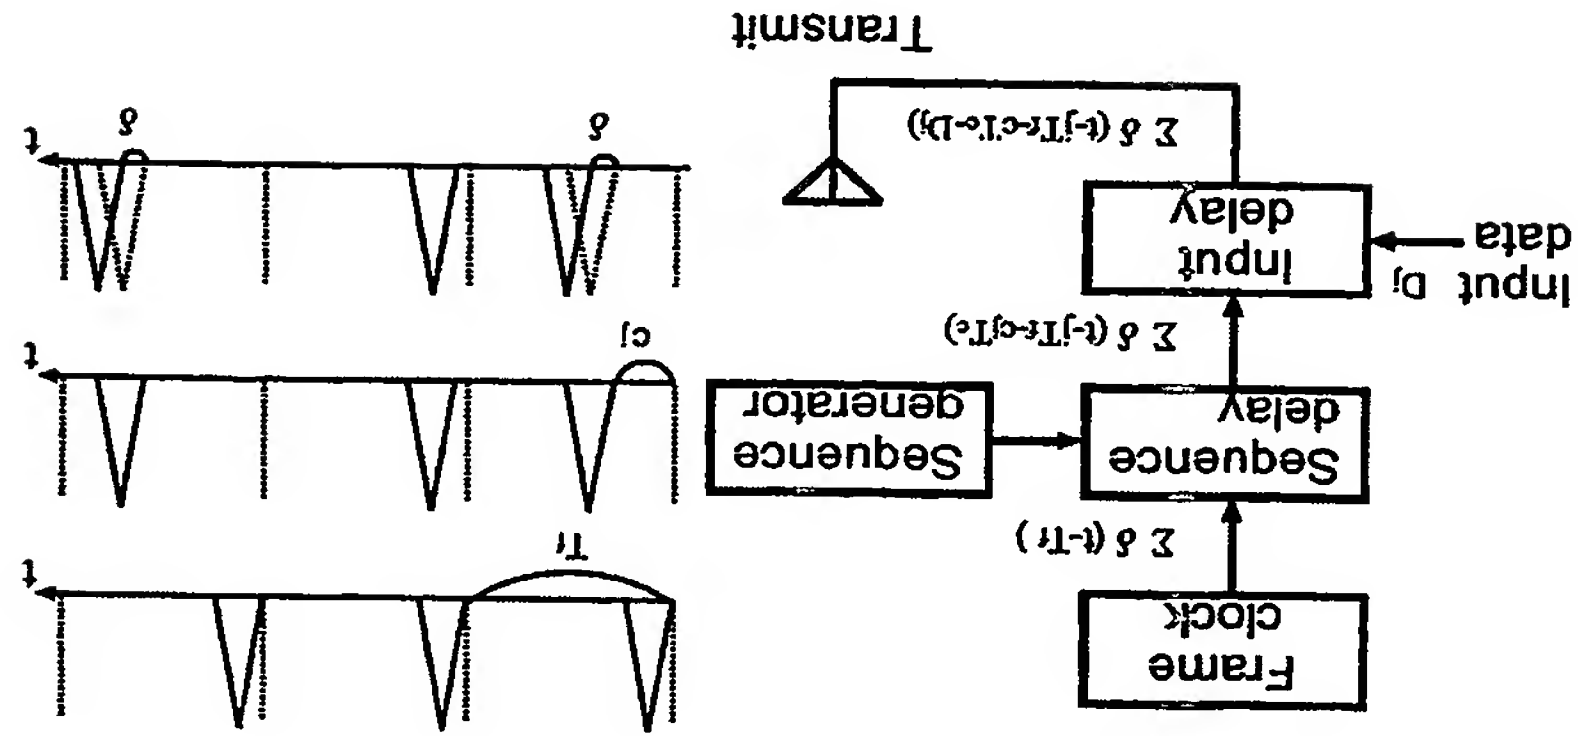 Frame
clock
Σ δ (t-Tf )
Tf
t
Sequence
delay
Sequence
generator
Σ δ (t-jTf-cjTc)
cj
t
Input Dj
data
Input
delay
Σ δ (t-jTf-cTc-Dj)
δ
δ
t
Transmit